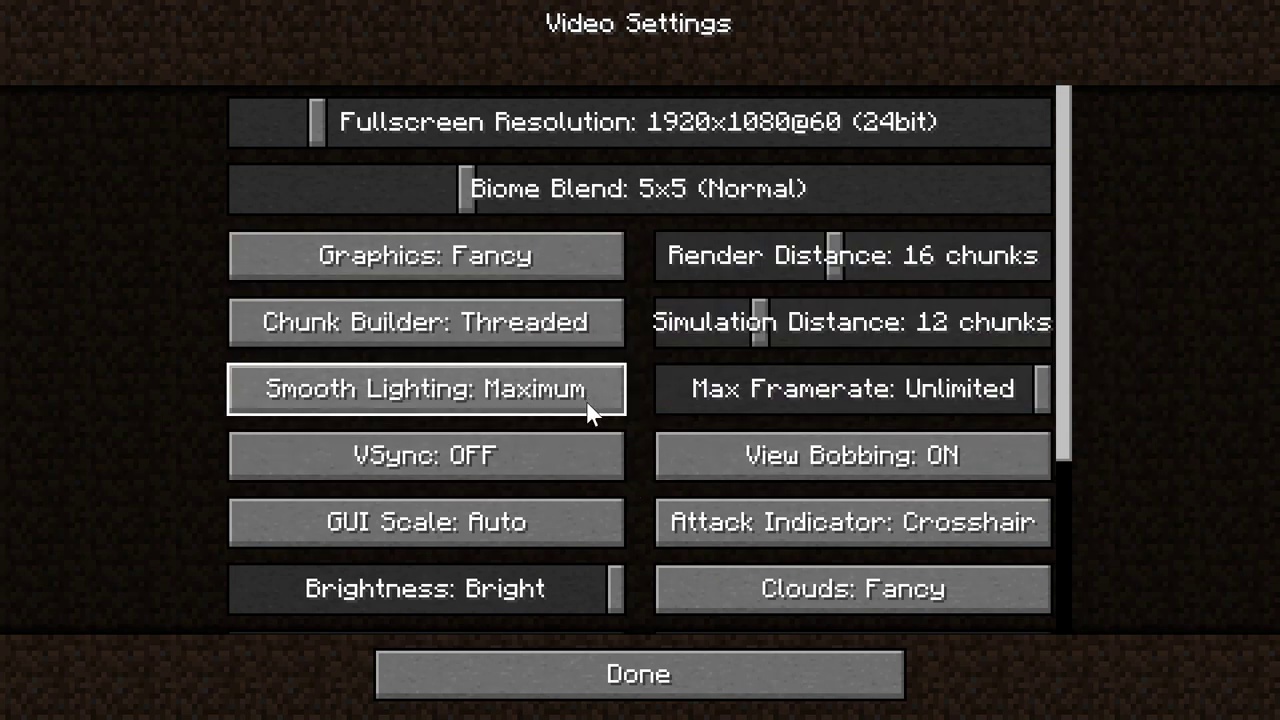 Video Settings
Fullscreen Resolution: 1920x1080@60 (24bit)
Biome Blend: 5x5 (Normal)
Graphics: Fancy
Render Distance: 16 chunks
Chunk Builder: Threaded
Simulation Distance: 12 chunks
Smooth Lighting: Maximum
Max Framerate: Unlimited
VSync: OFF
View Bobbing: ON
GUI Scale: Auto
Attack Indicator: Crosshair
Brightness: Bright
Clouds: Fancy
Done